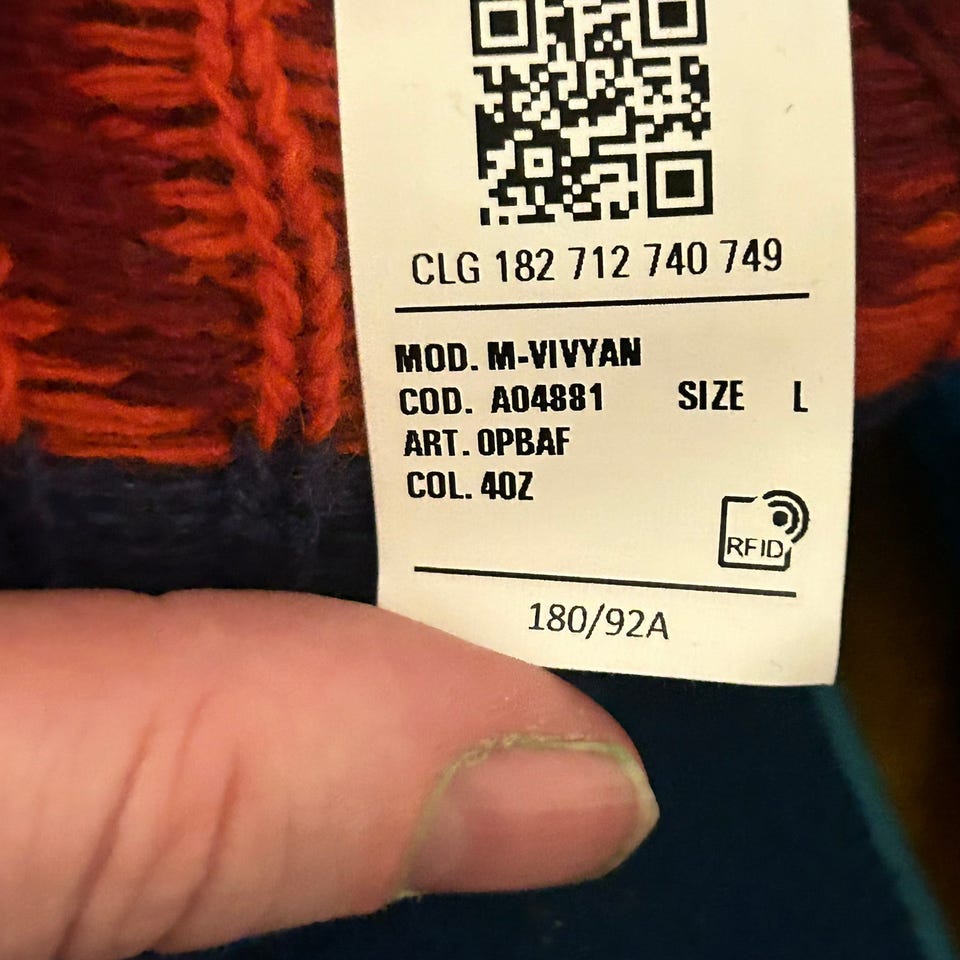 CLG 182 712 740 749
MOD. M-VIVYAN
COD. A04881 SIZE L
ART. 0PBAF
COL. 40Z
RFID
180/92A